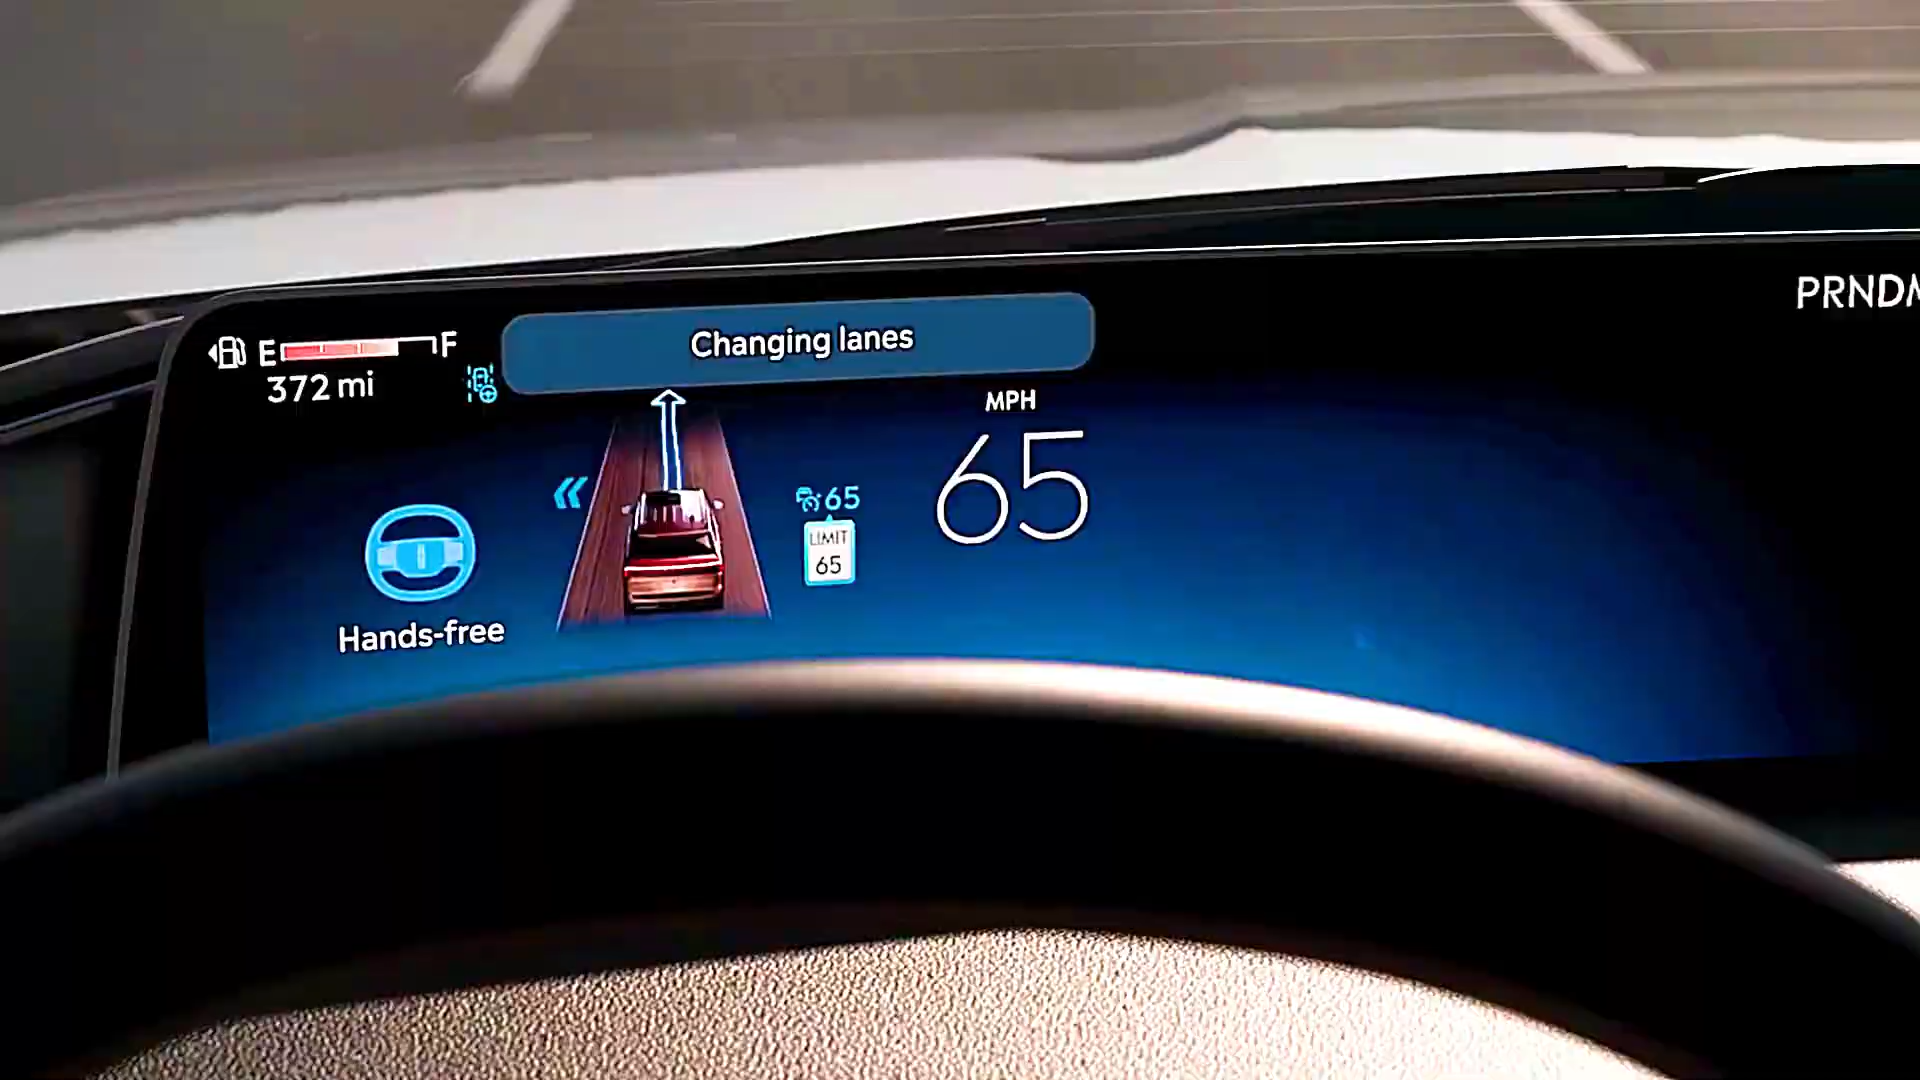 PRND
E F
372 mi
Changing lanes
MPH
65
65
LIMIT
65
Hands-free